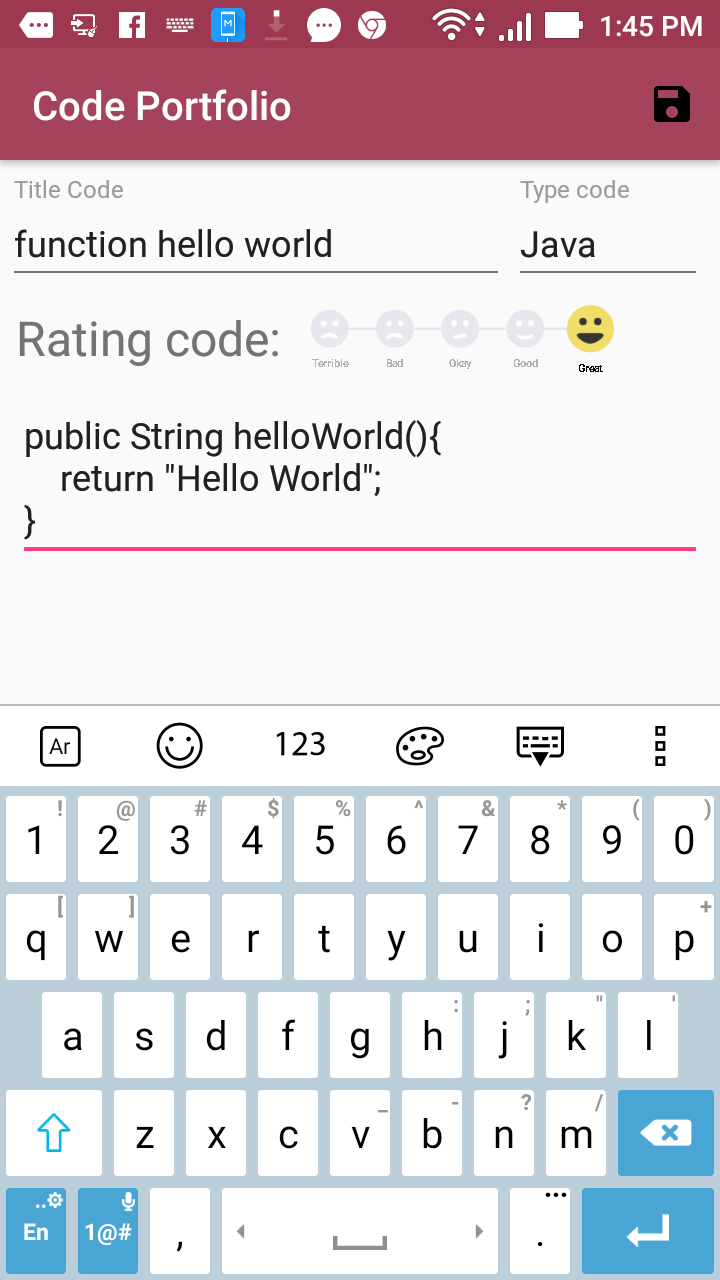 1:45 PM
Code Portfolio
Title Code Type code
function hello world Java
Rating code:
Terrible Bad Okay Good Great
public String helloWorld(){
    return "Hello World";
}
Ar 123
! @ # $ % ^ & * ( )
1 2 3 4 5 6 7 8 9 0
[ ] +
q w e r t y u i o p
: ; " '
a s d f g h j k l
_ - ? /
z x c v b n m
.. ...
En 1@# , .